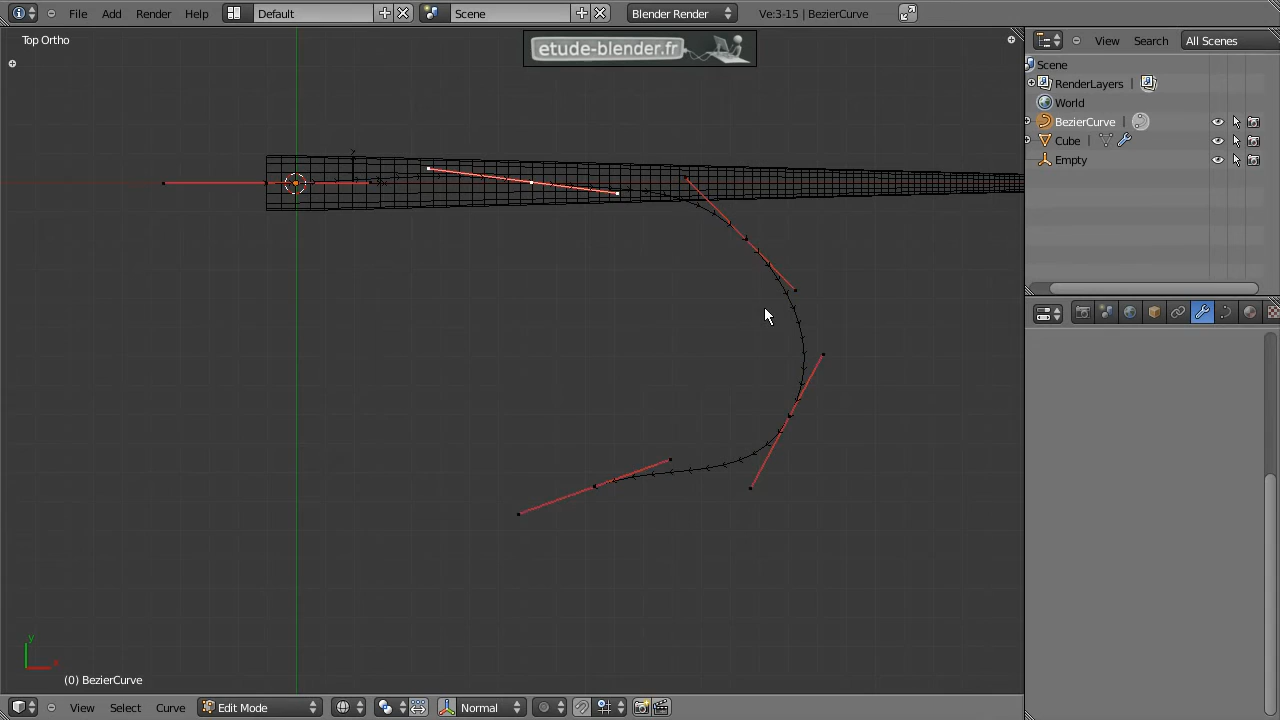 File Add Render Help Default Scene Blender Render Ve:3-15 | BezierCurve
Top Ortho
etude-blender.fr
View Search All Scenes
Scene
RenderLayers
World
BezierCurve
Cube
Empty
y
x
(0) BezierCurve
View Select Curve Edit Mode Normal